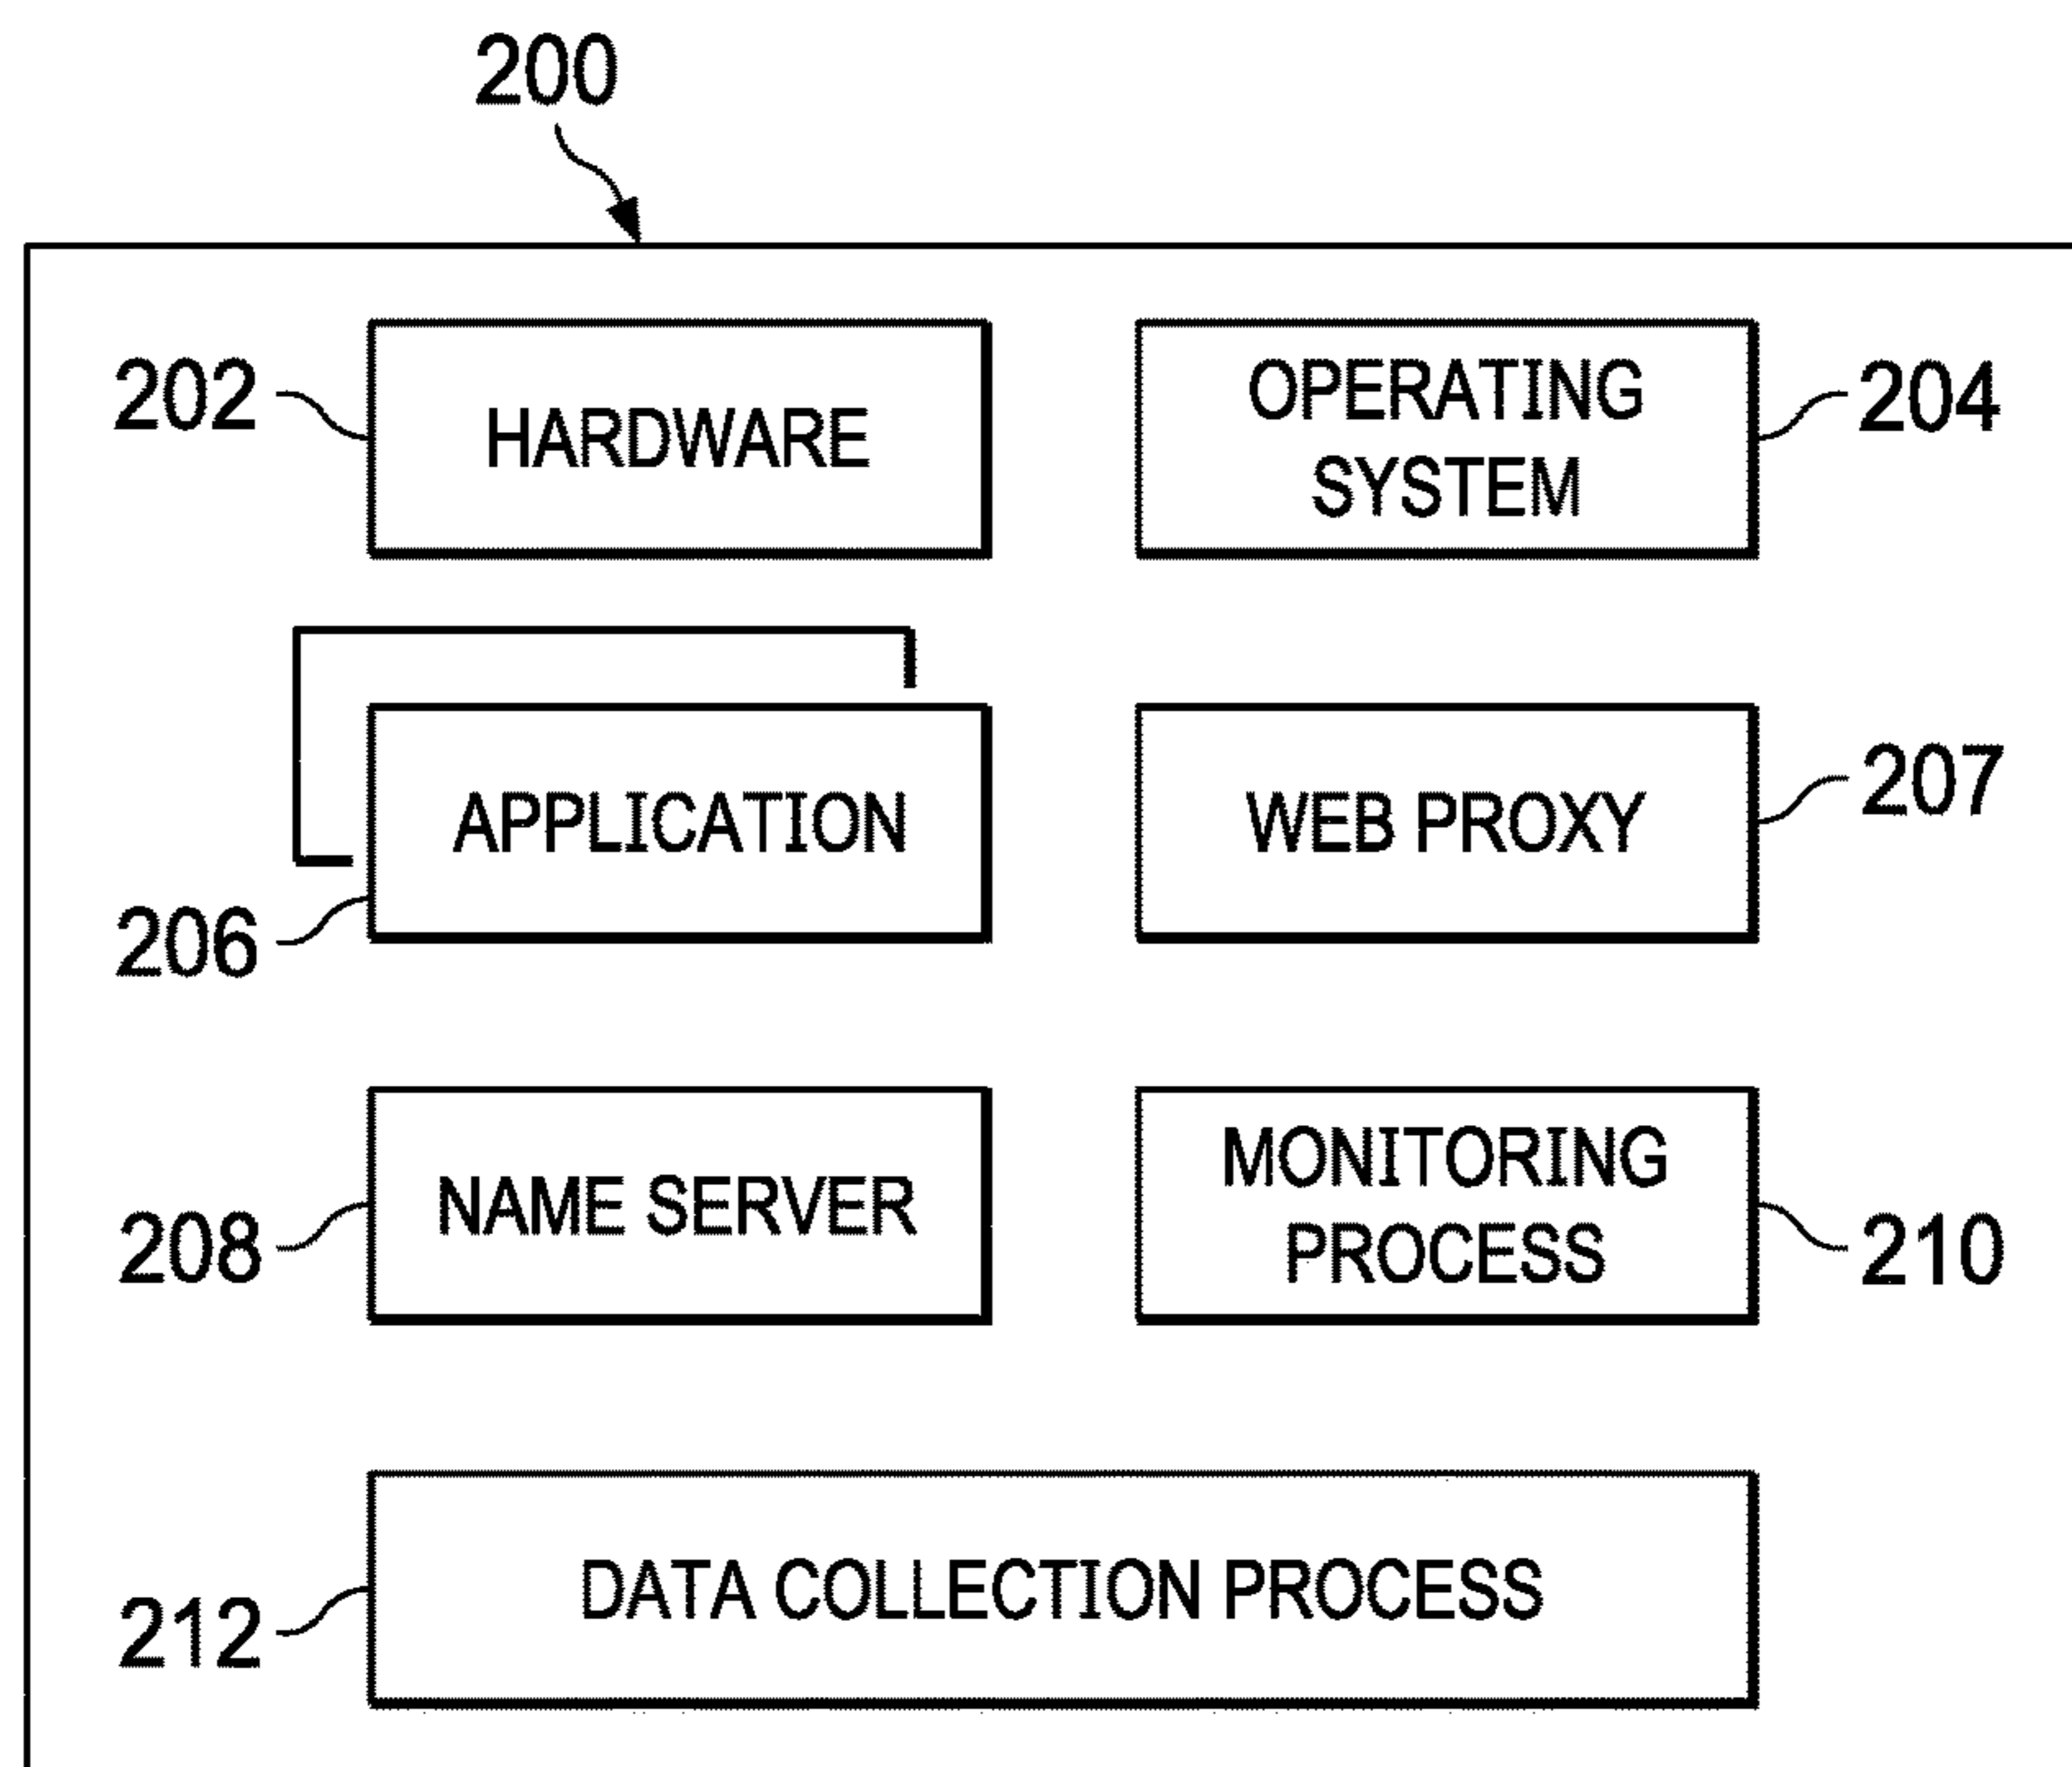 200
202
HARDWARE
OPERATING
SYSTEM
204
APPLICATION
206
WEB PROXY
207
NAME SERVER
208
MONITORING
PROCESS
210
DATA COLLECTION PROCESS
212